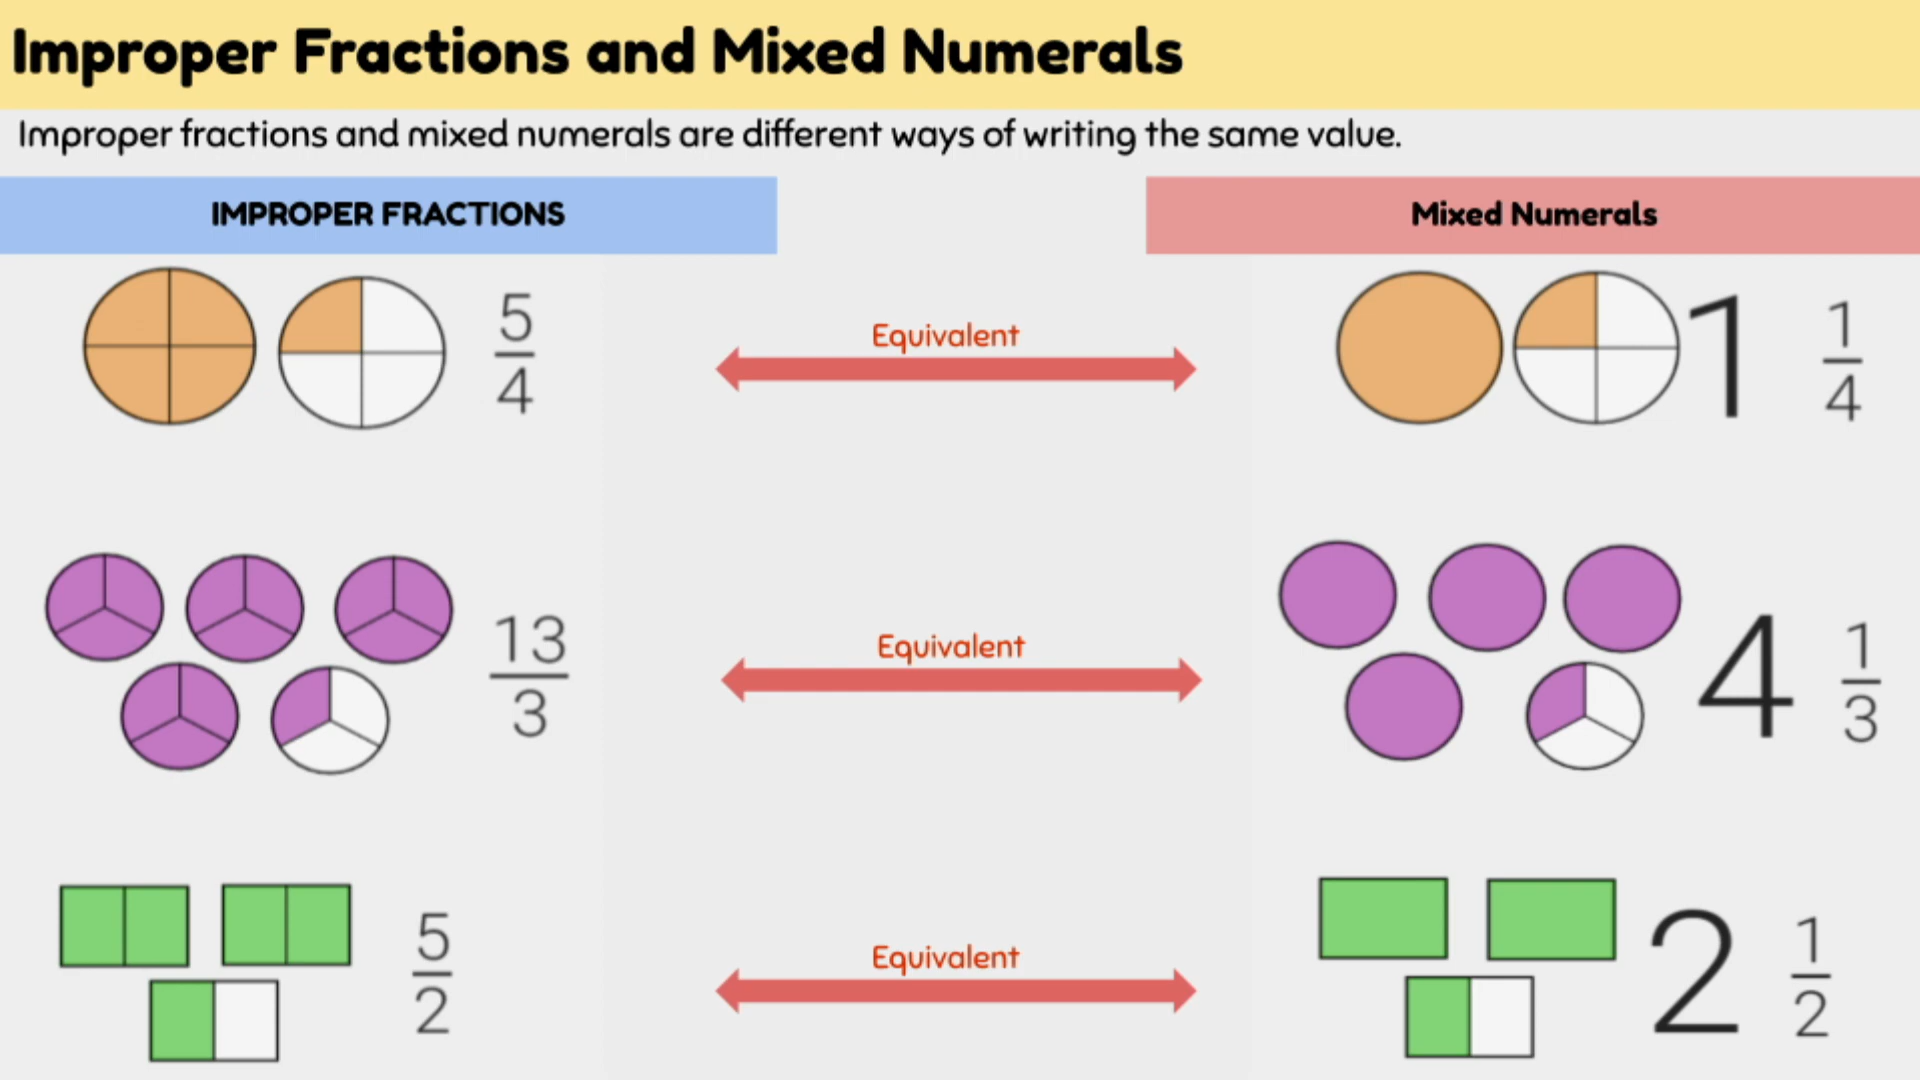 Improper Fractions and Mixed Numerals
Improper fractions and mixed numerals are different ways of writing the same value.
IMPROPER FRACTIONS
Mixed Numerals
5/4
Equivalent
1 1/4
13/3
Equivalent
4 1/3
5/2
Equivalent
2 1/2